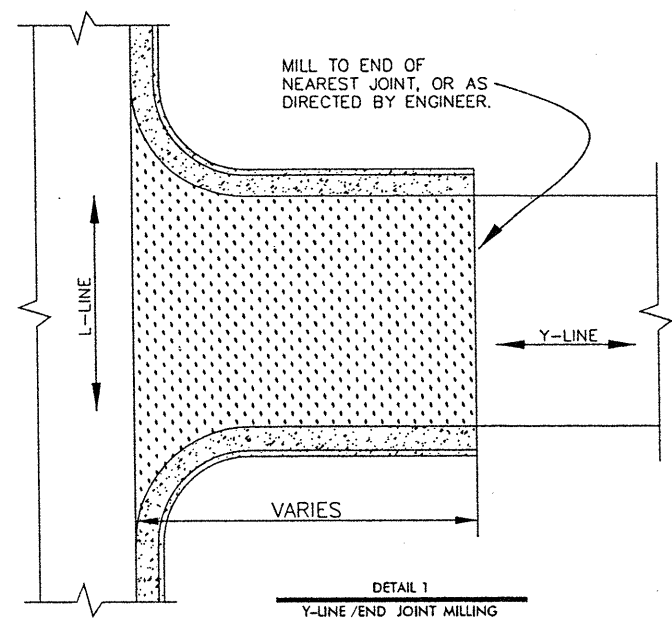 MILL TO END OF
NEAREST JOINT, OR AS
DIRECTED BY ENGINEER.
L-LINE
Y-LINE
VARIES
DETAIL 1
Y-LINE /END JOINT MILLING